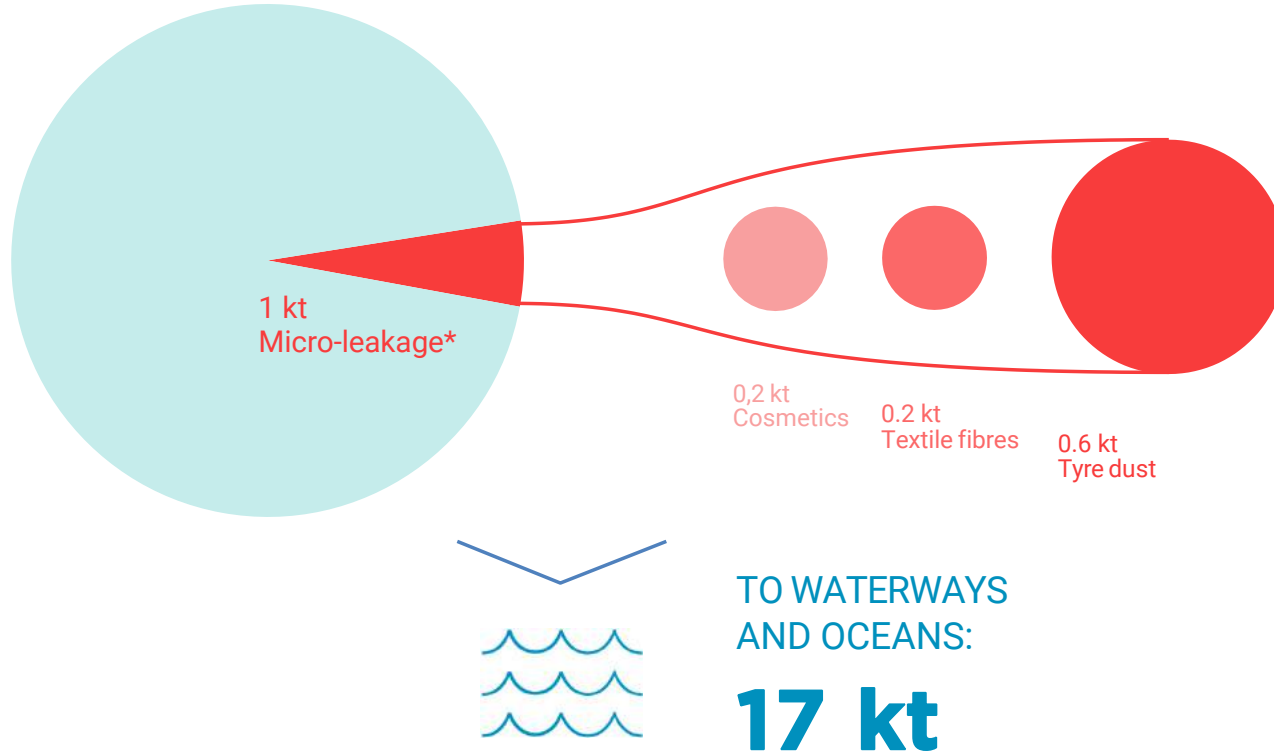 1 kt
Micro-leakage*
0,2 kt
Cosmetics
0.2 kt
Textile fibres
0.6 kt
Tyre dust
TO WATERWAYS
AND OCEANS:
17 kt